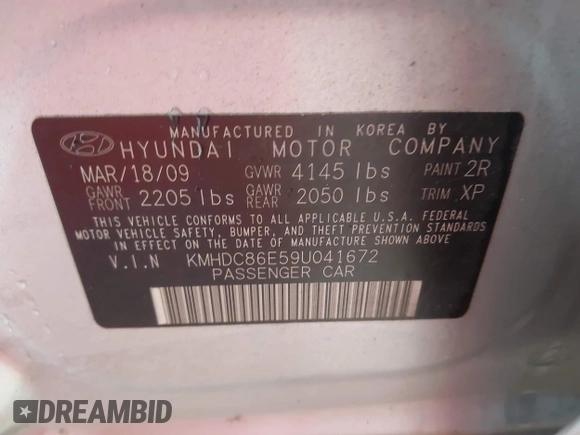 MANUFACTURED IN KOREA BY
HYUNDAI MOTOR COMPANY
MAR/18/09 GVWR 4145 lbs PAINT 2R
GAWR FRONT 2205 lbs GAWR REAR 2050 lbs TRIM XP
THIS VEHICLE CONFORMS TO ALL APPLICABLE U.S.A. FEDERAL
MOTOR VEHICLE SAFETY, BUMPER, AND THEFT PREVENTION STANDARDS
IN EFFECT ON THE DATE OF MANUFACTURE SHOWN ABOVE
V.I.N KMHDC86E59U041672
PASSENGER CAR
DREAMBID